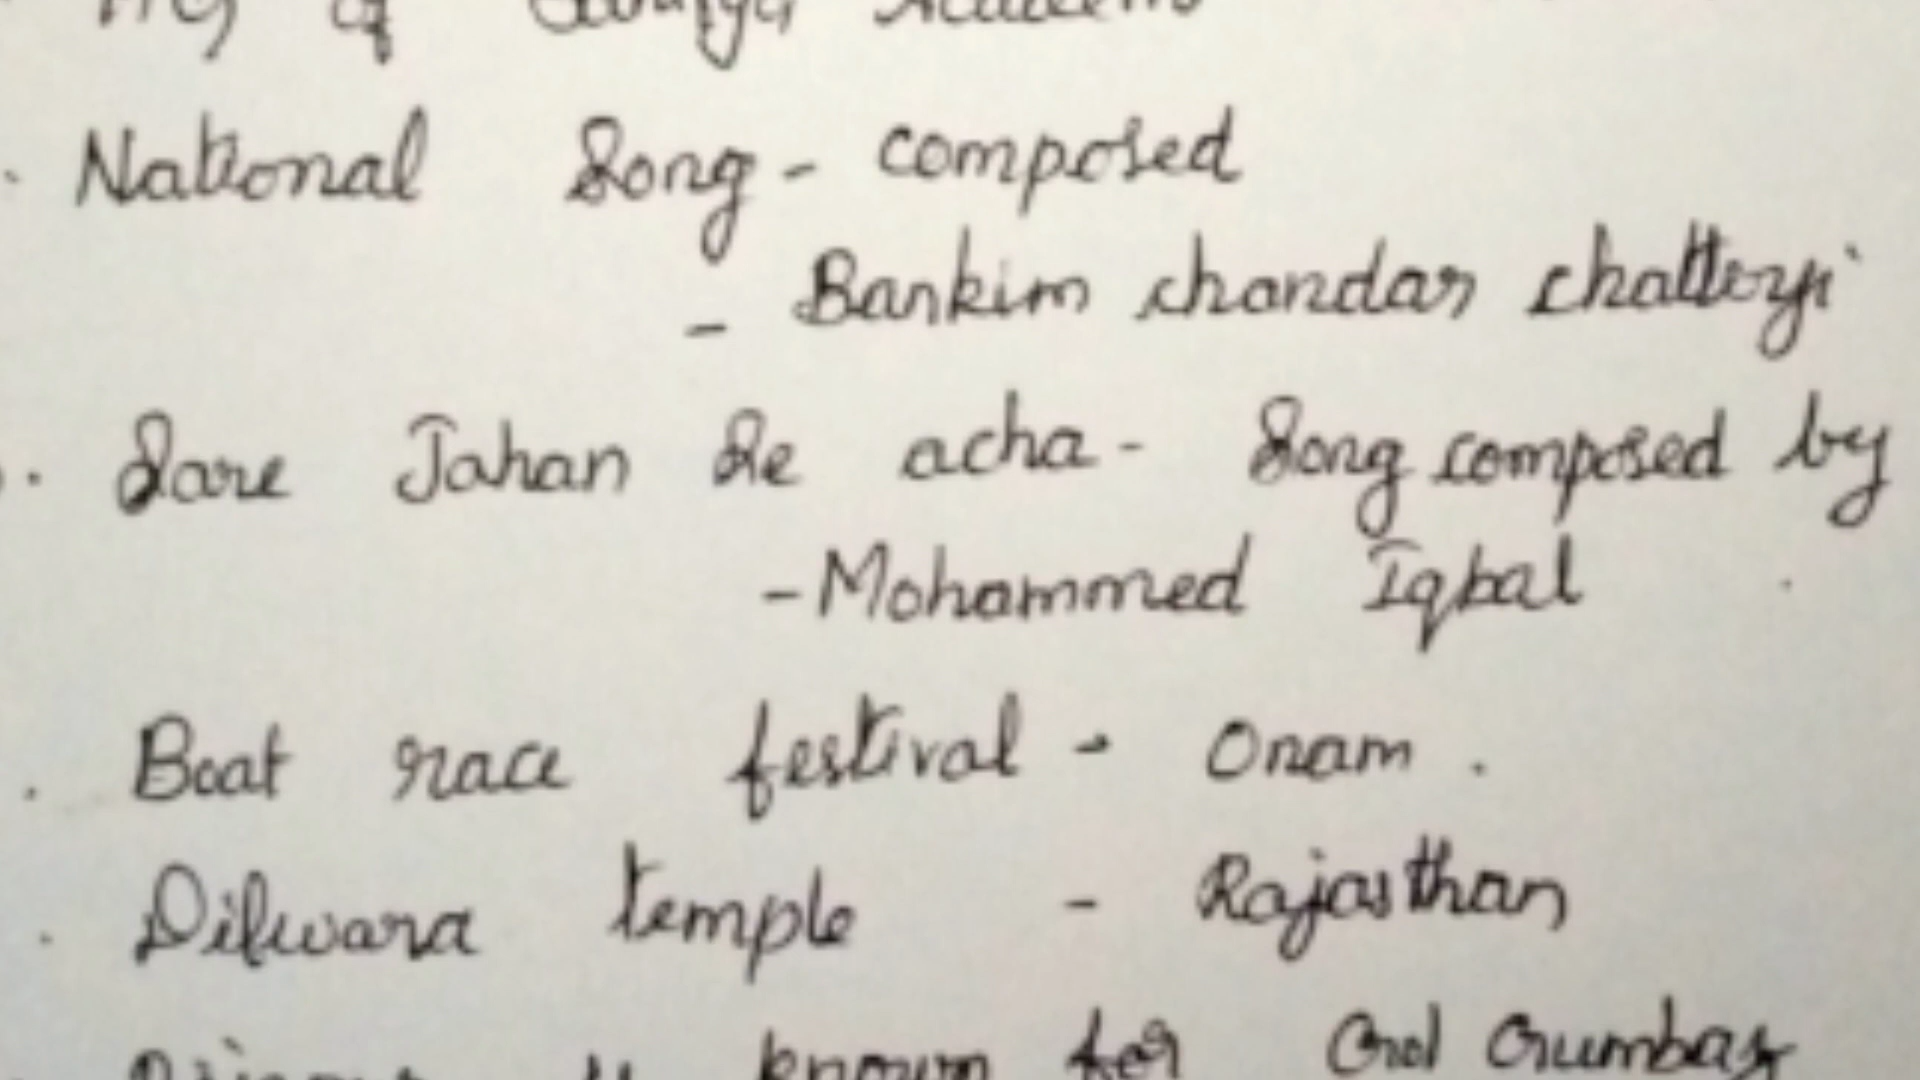 of
· National Song - composed
- Bankim chandar chatterji
. Sare Jahan Se acha - Song composed by
- Mohammed Iqbal
. Boat race festival - Onam .
. Dilwara temple - Rajasthan
known for Gol Gumbaz